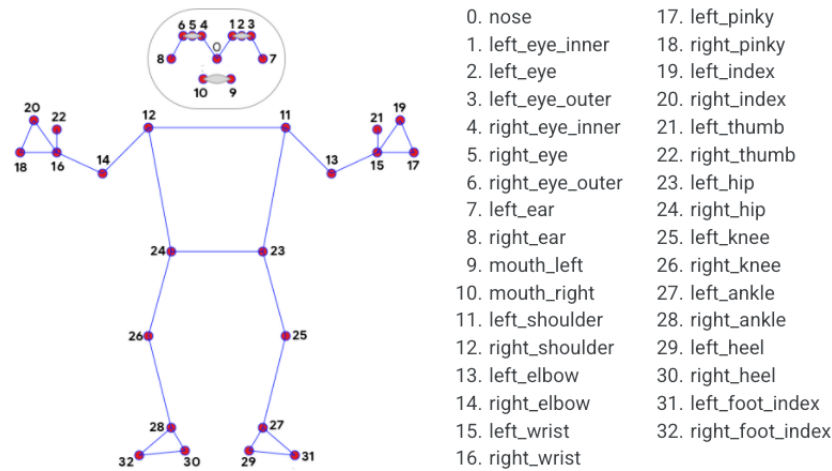 6 5 4 1 2 3
0
8 7
10 9
20 22 12 11 21 19
18 16 14 13 15 17
24 23
26 25
28 27
32 30 29 31
0. nose
1. left_eye_inner
2. left_eye
3. left_eye_outer
4. right_eye_inner
5. right_eye
6. right_eye_outer
7. left_ear
8. right_ear
9. mouth_left
10. mouth_right
11. left_shoulder
12. right_shoulder
13. left_elbow
14. right_elbow
15. left_wrist
16. right_wrist
17. left_pinky
18. right_pinky
19. left_index
20. right_index
21. left_thumb
22. right_thumb
23. left_hip
24. right_hip
25. left_knee
26. right_knee
27. left_ankle
28. right_ankle
29. left_heel
30. right_heel
31. left_foot_index
32. right_foot_index